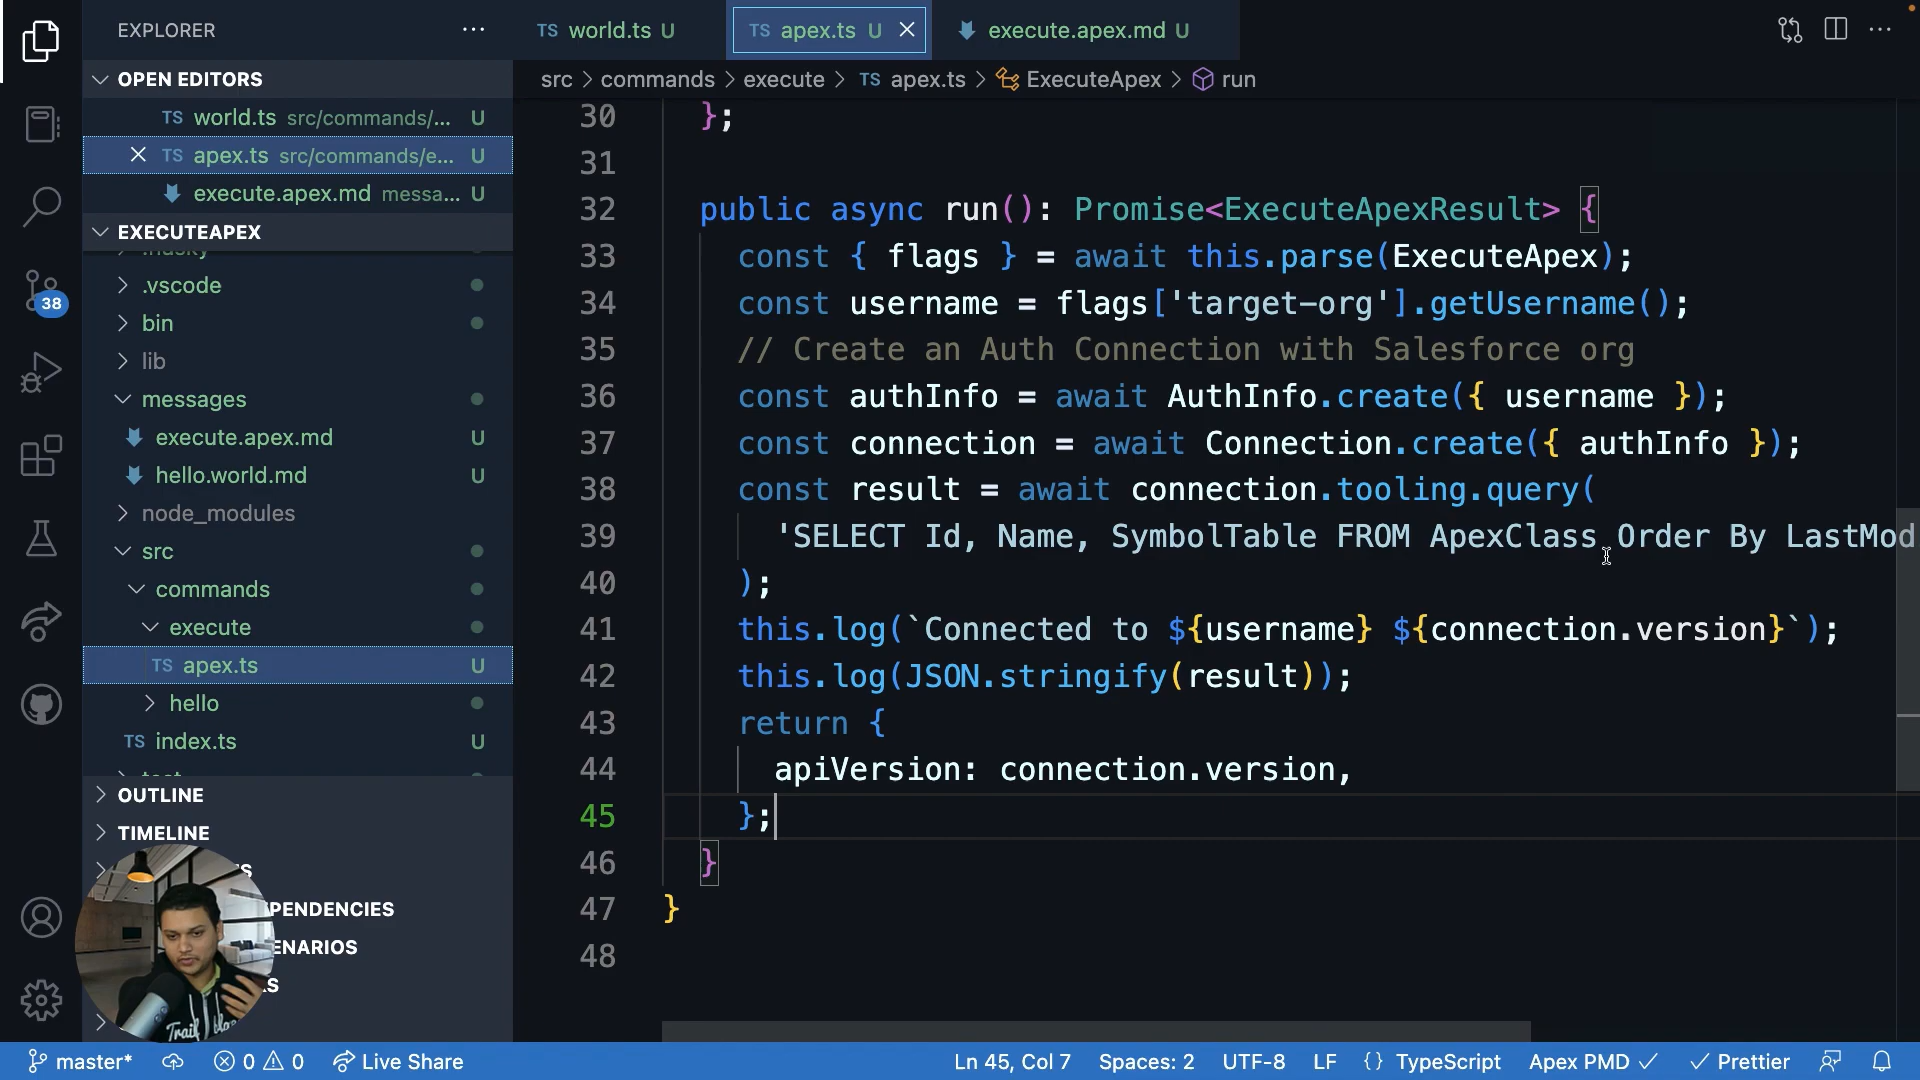 EXPLORER
OPEN EDITORS
TS world.ts src/commands/... U
TS apex.ts src/commands/e... U
execute.apex.md messa... U
EXECUTEAPEX
.husky
.vscode
bin
lib
messages
execute.apex.md U
hello.world.md U
node_modules
src
commands
execute
TS apex.ts U
hello
TS index.ts U
OUTLINE
TIMELINE
PENDENCIES
ENARIOS
38
TS world.ts U
TS apex.ts U
execute.apex.md U
src > commands > execute > TS apex.ts > ExecuteApex > run
30 };
31
32 public async run(): Promise<ExecuteApexResult> {
33 const { flags } = await this.parse(ExecuteApex);
34 const username = flags['target-org'].getUsername();
35 // Create an Auth Connection with Salesforce org
36 const authInfo = await AuthInfo.create({ username });
37 const connection = await Connection.create({ authInfo });
38 const result = await connection.tooling.query(
39 'SELECT Id, Name, SymbolTable FROM ApexClass Order By LastMod
40 );
41 this.log(`Connected to ${username} ${connection.version}`);
42 this.log(JSON.stringify(result));
43 return {
44 apiVersion: connection.version,
45 };
46 }
47 }
48
master* 0 0 Live Share Ln 45, Col 7 Spaces: 2 UTF-8 LF {} TypeScript Apex PMD Prettier